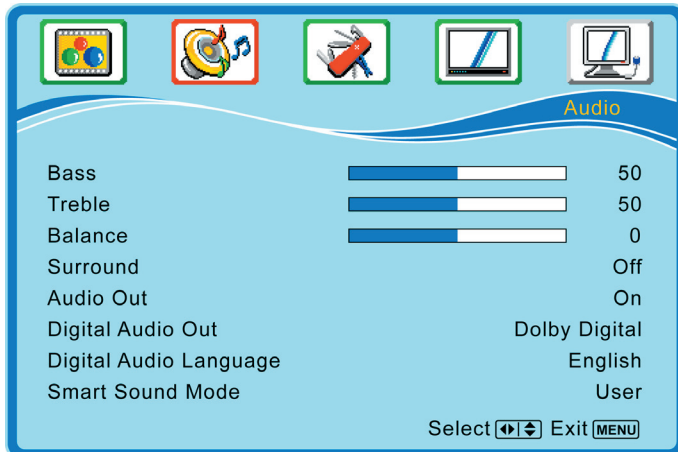 Audio
Bass 50
Treble 50
Balance 0
Surround Off
Audio Out On
Digital Audio Out Dolby Digital
Digital Audio Language English
Smart Sound Mode User
Select Exit MENU